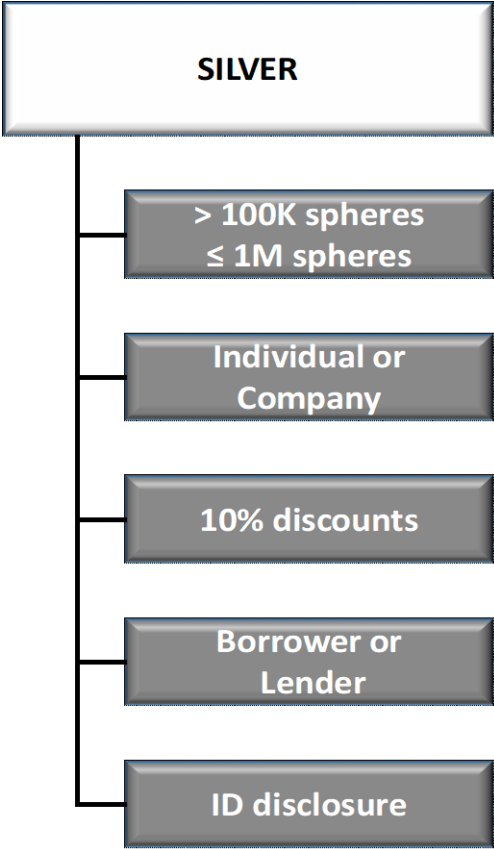 SILVER
> 100K spheres
≤ 1M spheres
Individual or
Company
10% discounts
Borrower or
Lender
ID disclosure